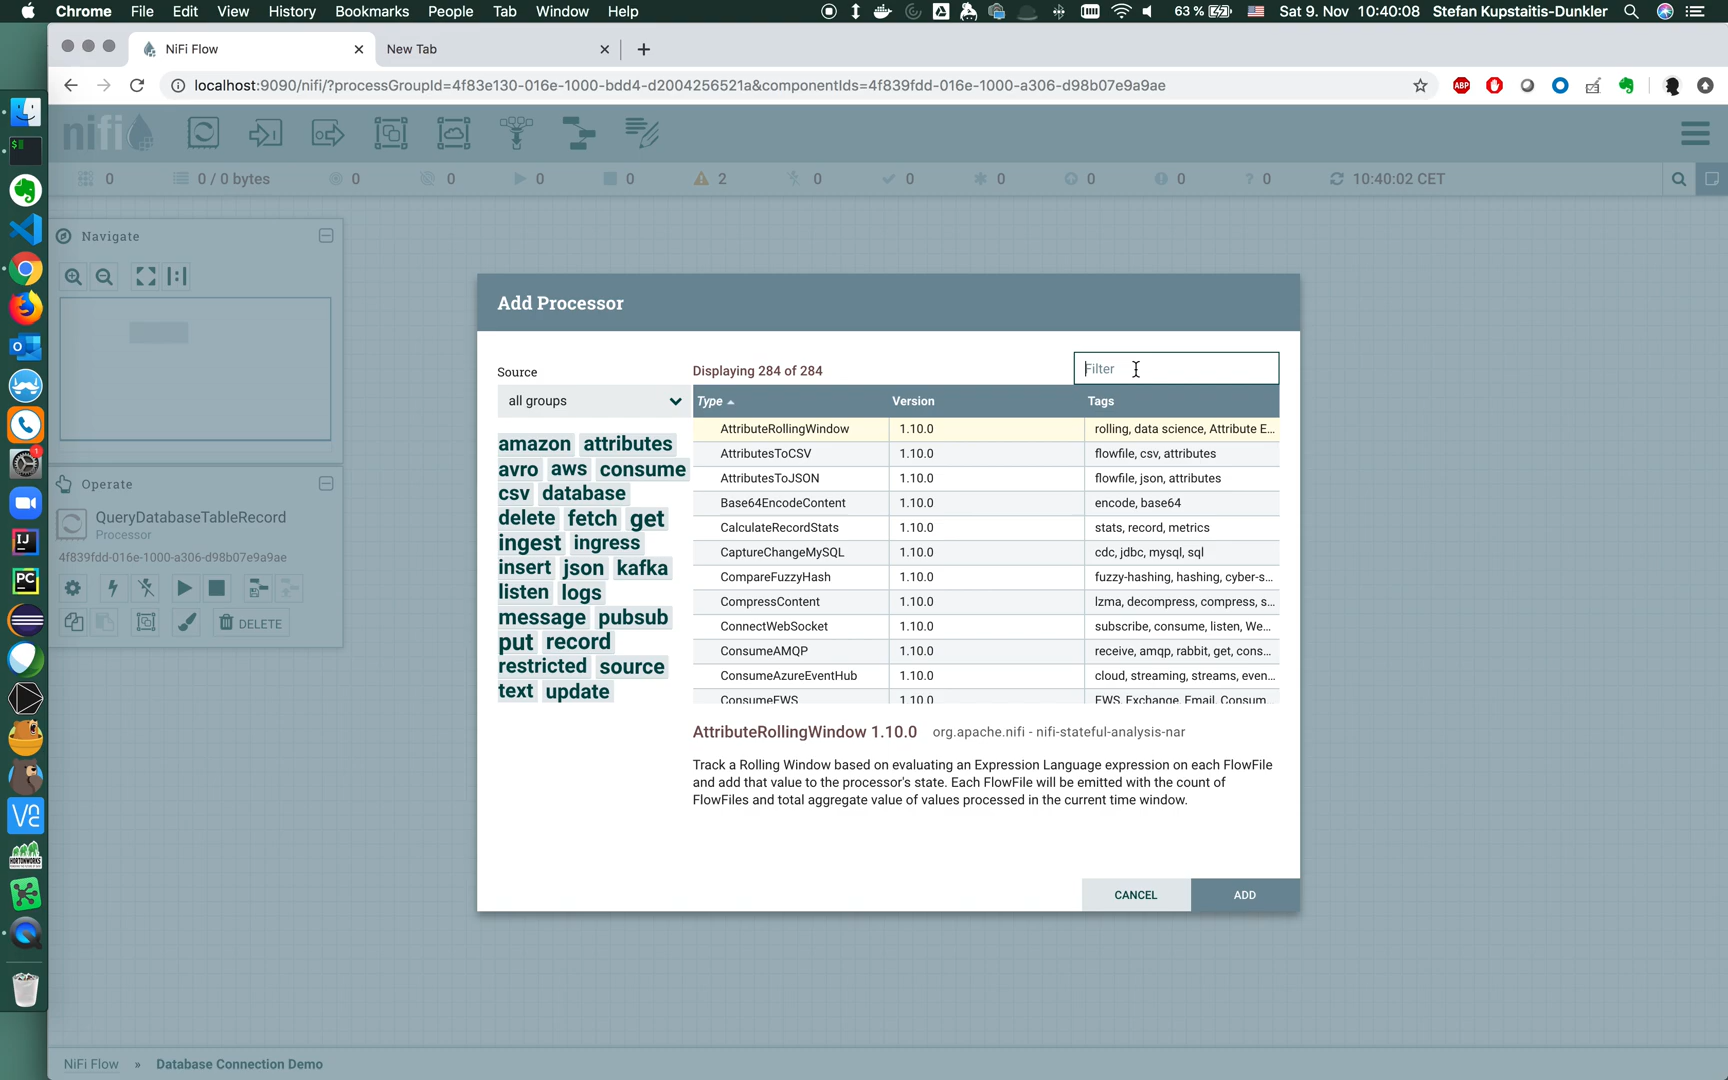 Chrome File Edit View History Bookmarks People Tab Window Help 63 % Sat 9. Nov 10:40:08 Stefan Kupstaitis-Dunkler
NiFi Flow New Tab
localhost:9090/nifi/?processGroupId=4f83e130-016e-1000-bdd4-d2004256521a&componentIds=4f839fdd-016e-1000-a306-d98b07e9a9ae
ABP
nifi
0 0 / 0 bytes 0 0 0 0 2 0 0 0 0 0 ? 0 10:40:02 CET
Navigate
Operate
QueryDatabaseTableRecord
Processor
4f839fdd-016e-1000-a306-d98b07e9a9ae
DELETE
Add Processor
Source
all groups
amazon attributes
avro aws consume
csv database
delete fetch get
ingest ingress
insert json kafka
listen logs
message pubsub
put record
restricted source
text update
Displaying 284 of 284
Filter
Type Version Tags
AttributeRollingWindow 1.10.0 rolling, data science, Attribute E...
AttributesToCSV 1.10.0 flowfile, csv, attributes
AttributesToJSON 1.10.0 flowfile, json, attributes
Base64EncodeContent 1.10.0 encode, base64
CalculateRecordStats 1.10.0 stats, record, metrics
CaptureChangeMySQL 1.10.0 cdc, jdbc, mysql, sql
CompareFuzzyHash 1.10.0 fuzzy-hashing, hashing, cyber-s...
CompressContent 1.10.0 lzma, decompress, compress, s...
ConnectWebSocket 1.10.0 subscribe, consume, listen, We...
ConsumeAMQP 1.10.0 receive, amqp, rabbit, get, cons...
ConsumeAzureEventHub 1.10.0 cloud, streaming, streams, even...
ConsumeEWS 1.10.0 EWS, Exchange, Email, Consum...
AttributeRollingWindow 1.10.0 org.apache.nifi - nifi-stateful-analysis-nar
Track a Rolling Window based on evaluating an Expression Language expression on each FlowFile
and add that value to the processor's state. Each FlowFile will be emitted with the count of
FlowFiles and total aggregate value of values processed in the current time window.
CANCEL ADD
NiFi Flow » Database Connection Demo
IJ
PC
HORTONWORKS